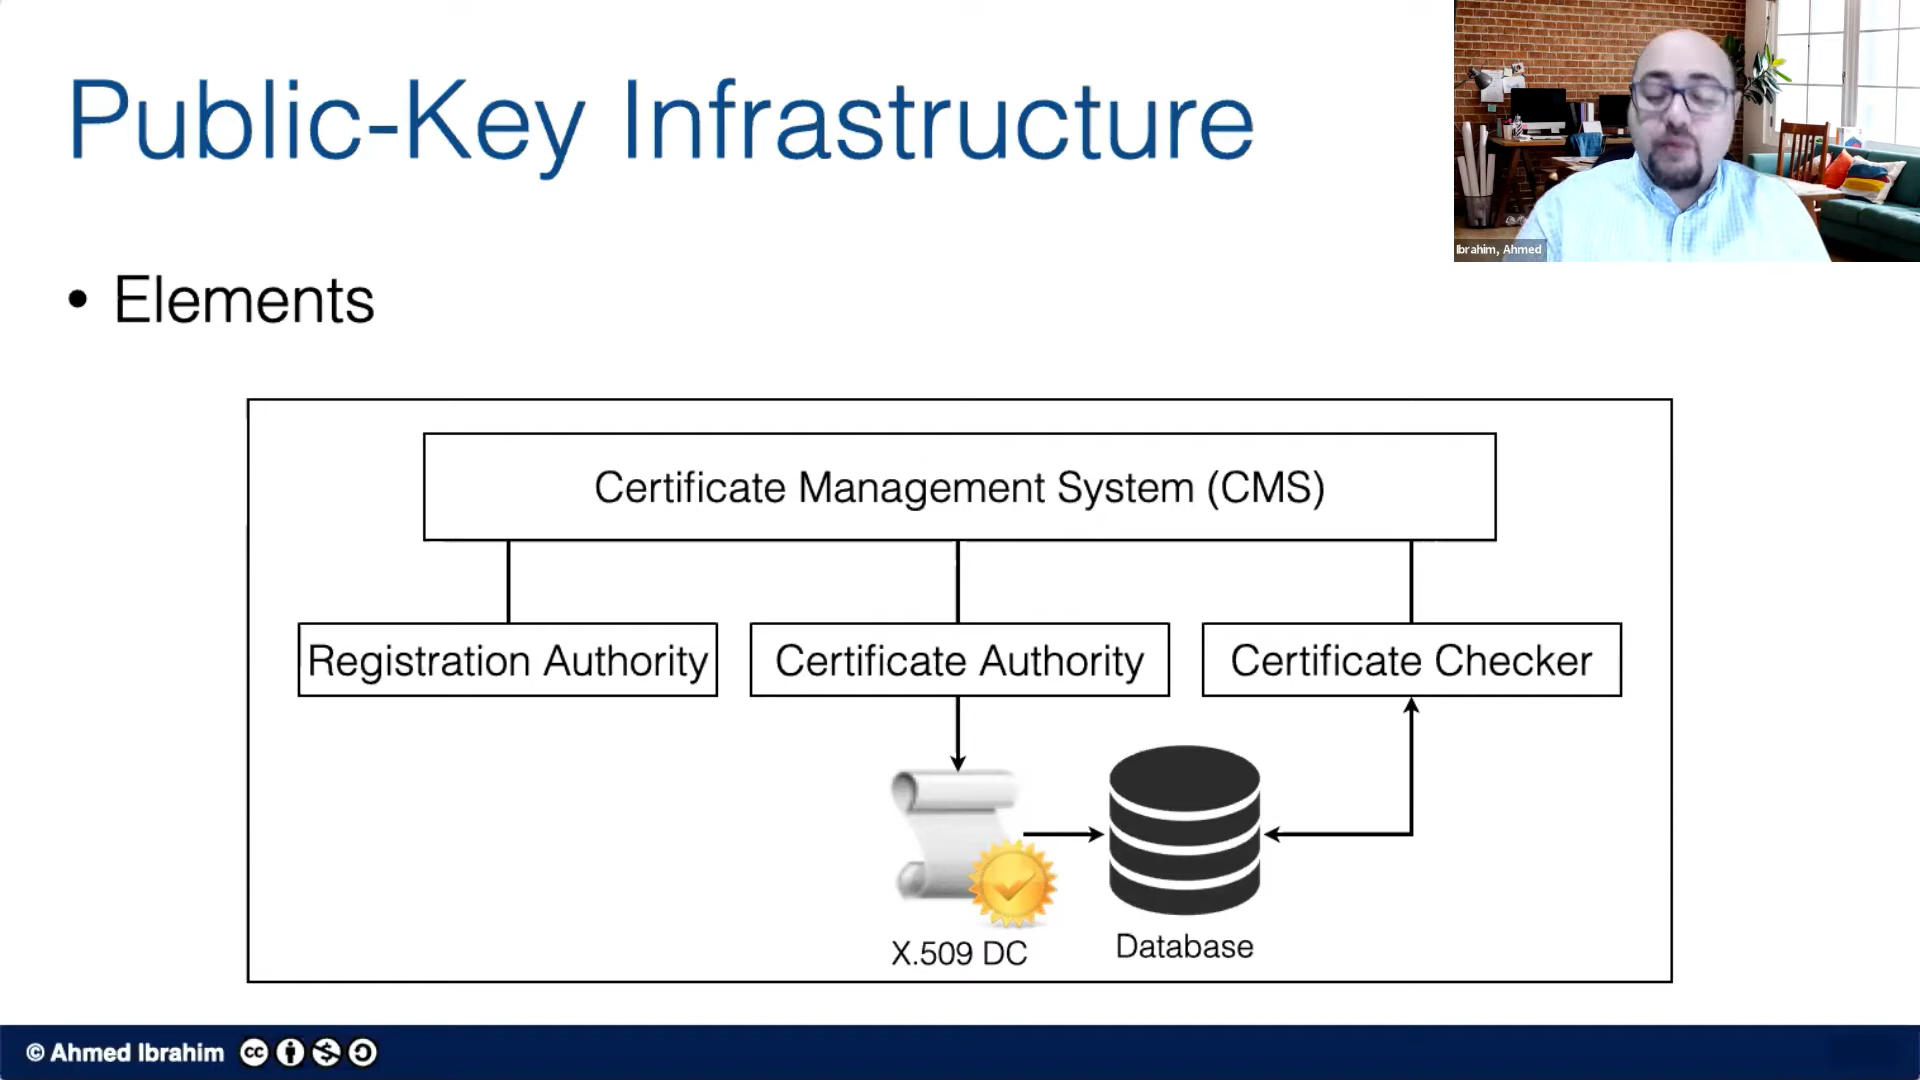 Public-Key Infrastructure
Ibrahim, Ahmed
• Elements
Certificate Management System (CMS)
Registration Authority
Certificate Authority
Certificate Checker
X.509 DC
Database
© Ahmed Ibrahim
cc